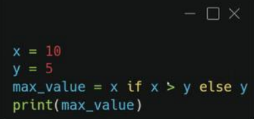 x = 10
y = 5
max_value = x if x > y else y
print(max_value)